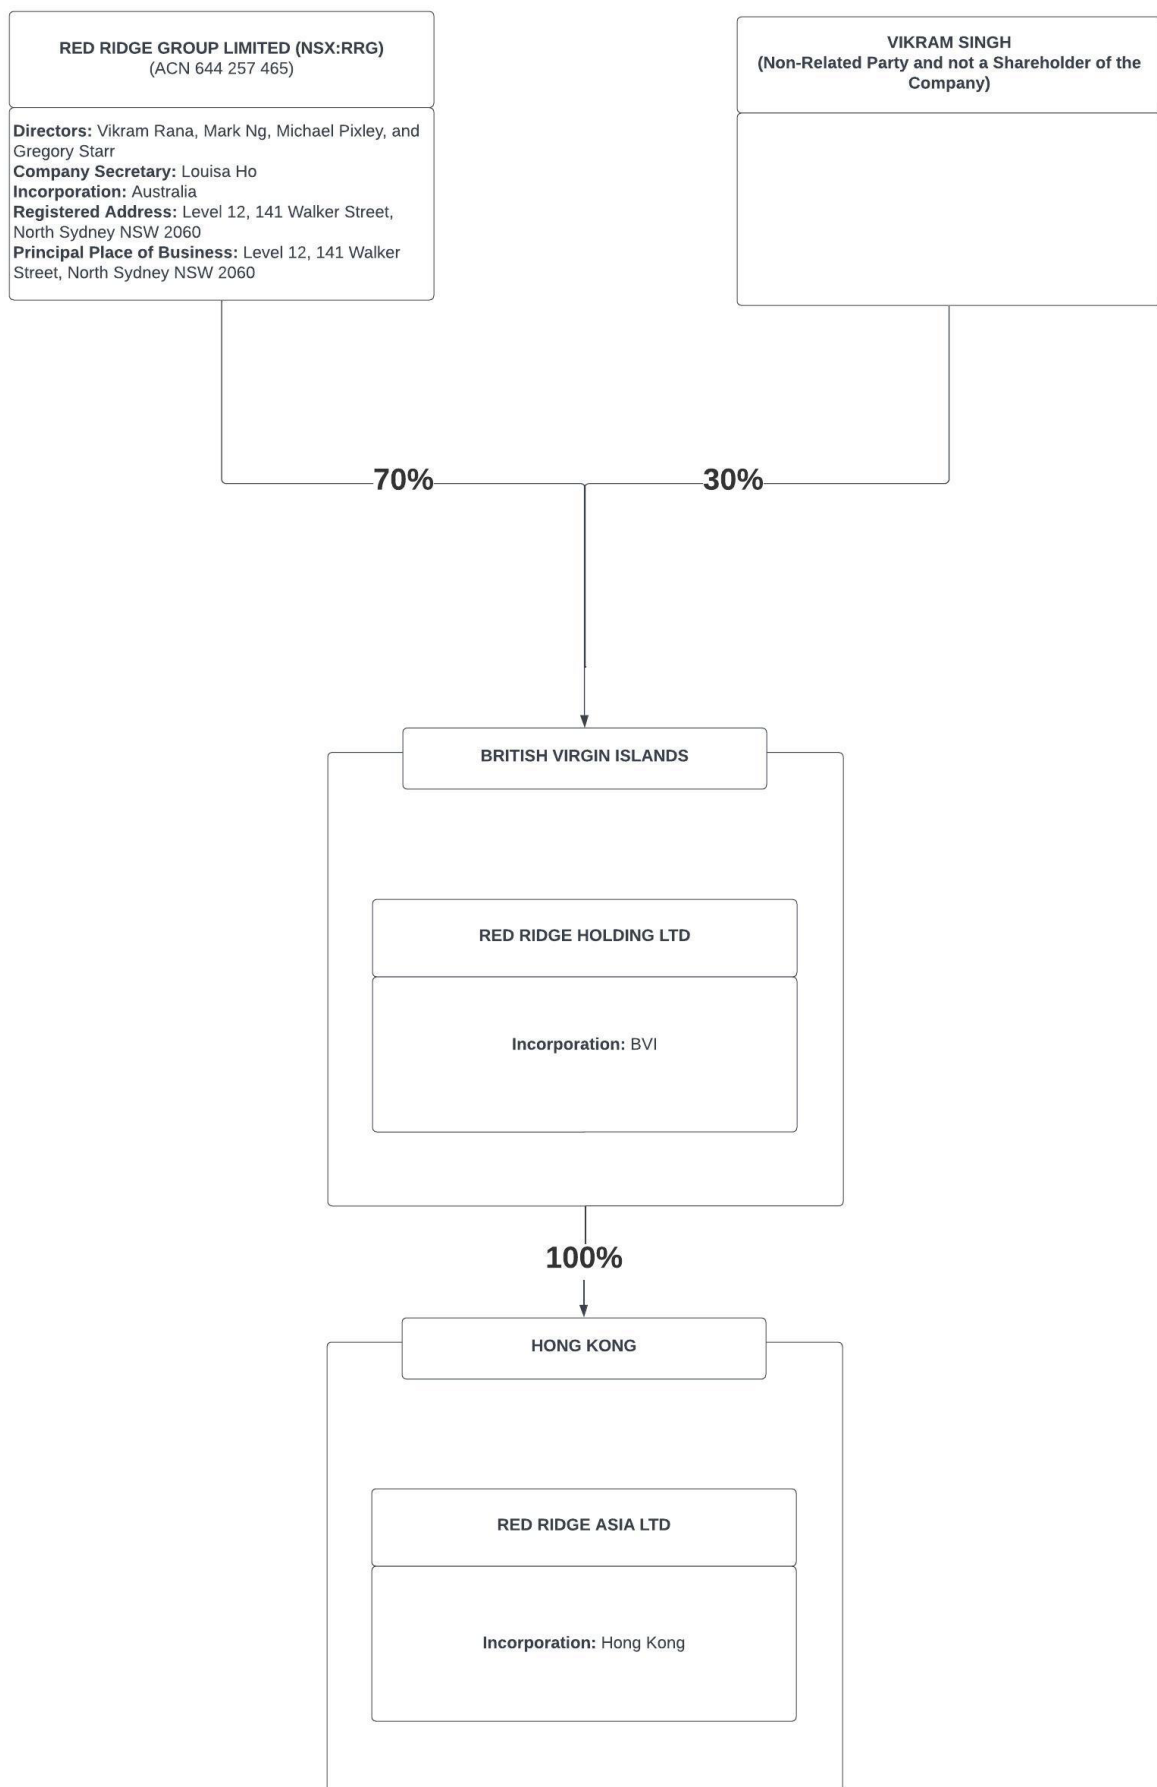 RED RIDGE GROUP LIMITED (NSX:RRG)
(ACN 644 257 465)
Directors: Vikram Rana, Mark Ng, Michael Pixley, and
Gregory Starr
Company Secretary: Louisa Ho
Incorporation: Australia
Registered Address: Level 12, 141 Walker Street,
North Sydney NSW 2060
Principal Place of Business: Level 12, 141 Walker
Street, North Sydney NSW 2060
VIKRAM SINGH
(Non-Related Party and not a Shareholder of the
Company)
70%
30%
BRITISH VIRGIN ISLANDS
RED RIDGE HOLDING LTD
Incorporation: BVI
100%
HONG KONG
RED RIDGE ASIA LTD
Incorporation: Hong Kong